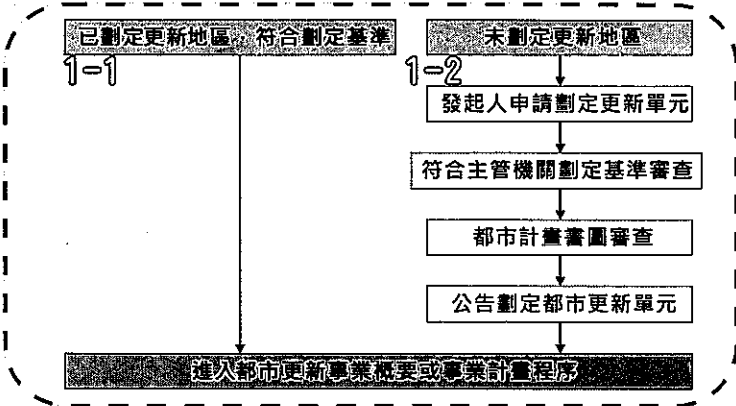 已劃定更新地區，符合劃定基準
1-1
未劃定更新地區
1-2
發起人申請劃定更新單元
符合主管機關劃定基準審查
都市計畫書圖審查
公告劃定都市更新單元
進入都市更新事業概要或事業計畫程序